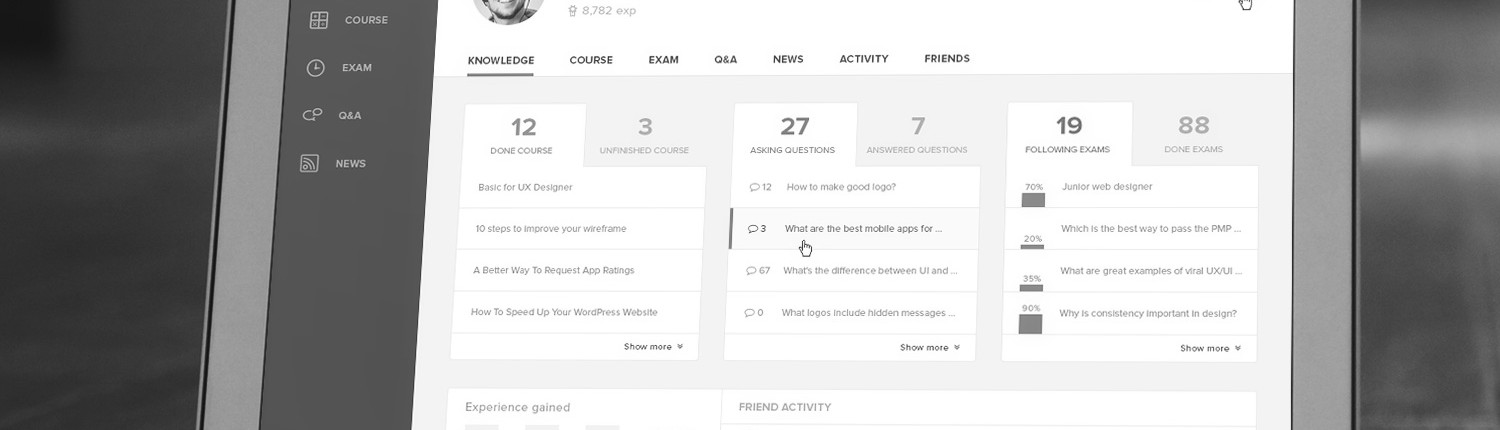 8,782 exp
COURSE
EXAM
Q&A
NEWS
KNOWLEDGE COURSE EXAM Q&A NEWS ACTIVITY FRIENDS
12
DONE COURSE
3
UNFINISHED COURSE
Basic for UX Designer
10 steps to improve your wireframe
A Better Way To Request App Ratings
How To Speed Up Your WordPress Website
Show more
27
ASKING QUESTIONS
7
ANSWERED QUESTIONS
12 How to make good logo?
3 What are the best mobile apps for ...
67 What's the difference between UI and ...
0 What logos include hidden messages ...
Show more
19
FOLLOWING EXAMS
88
DONE EXAMS
70% Junior web designer
20% Which is the best way to pass the PMP ...
35% What are great examples of viral UX/UI ...
90% Why is consistency important in design?
Show more
Experience gained
FRIEND ACTIVITY